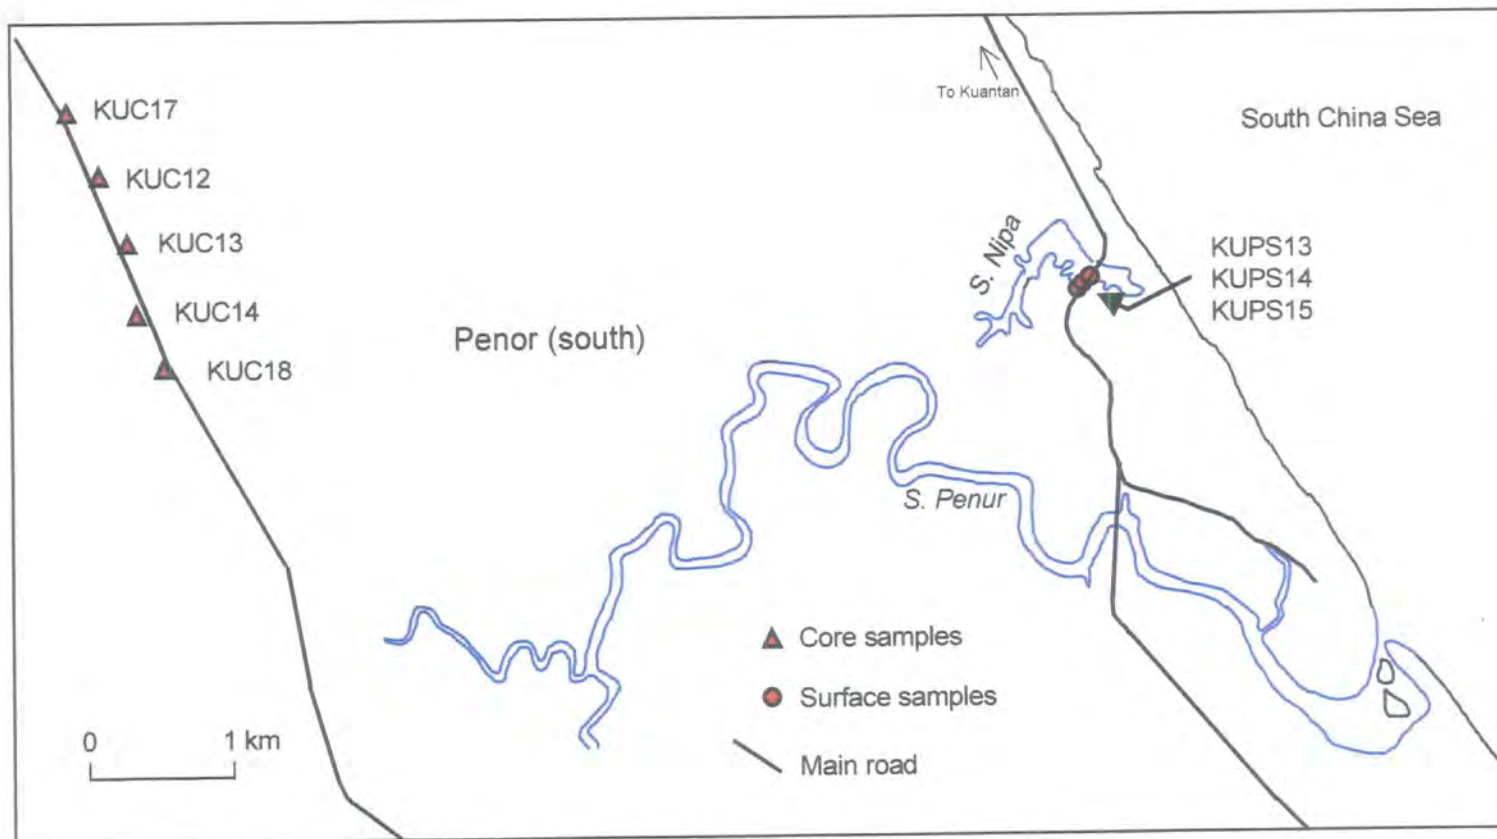 To Kuantan
South China Sea
KUC17
KUC12
KUC13
KUC14
KUC18
S. Nipa
KUPS13
KUPS14
KUPS15
Penor (south)
S. Penur
Core samples
Surface samples
Main road
0 1 km